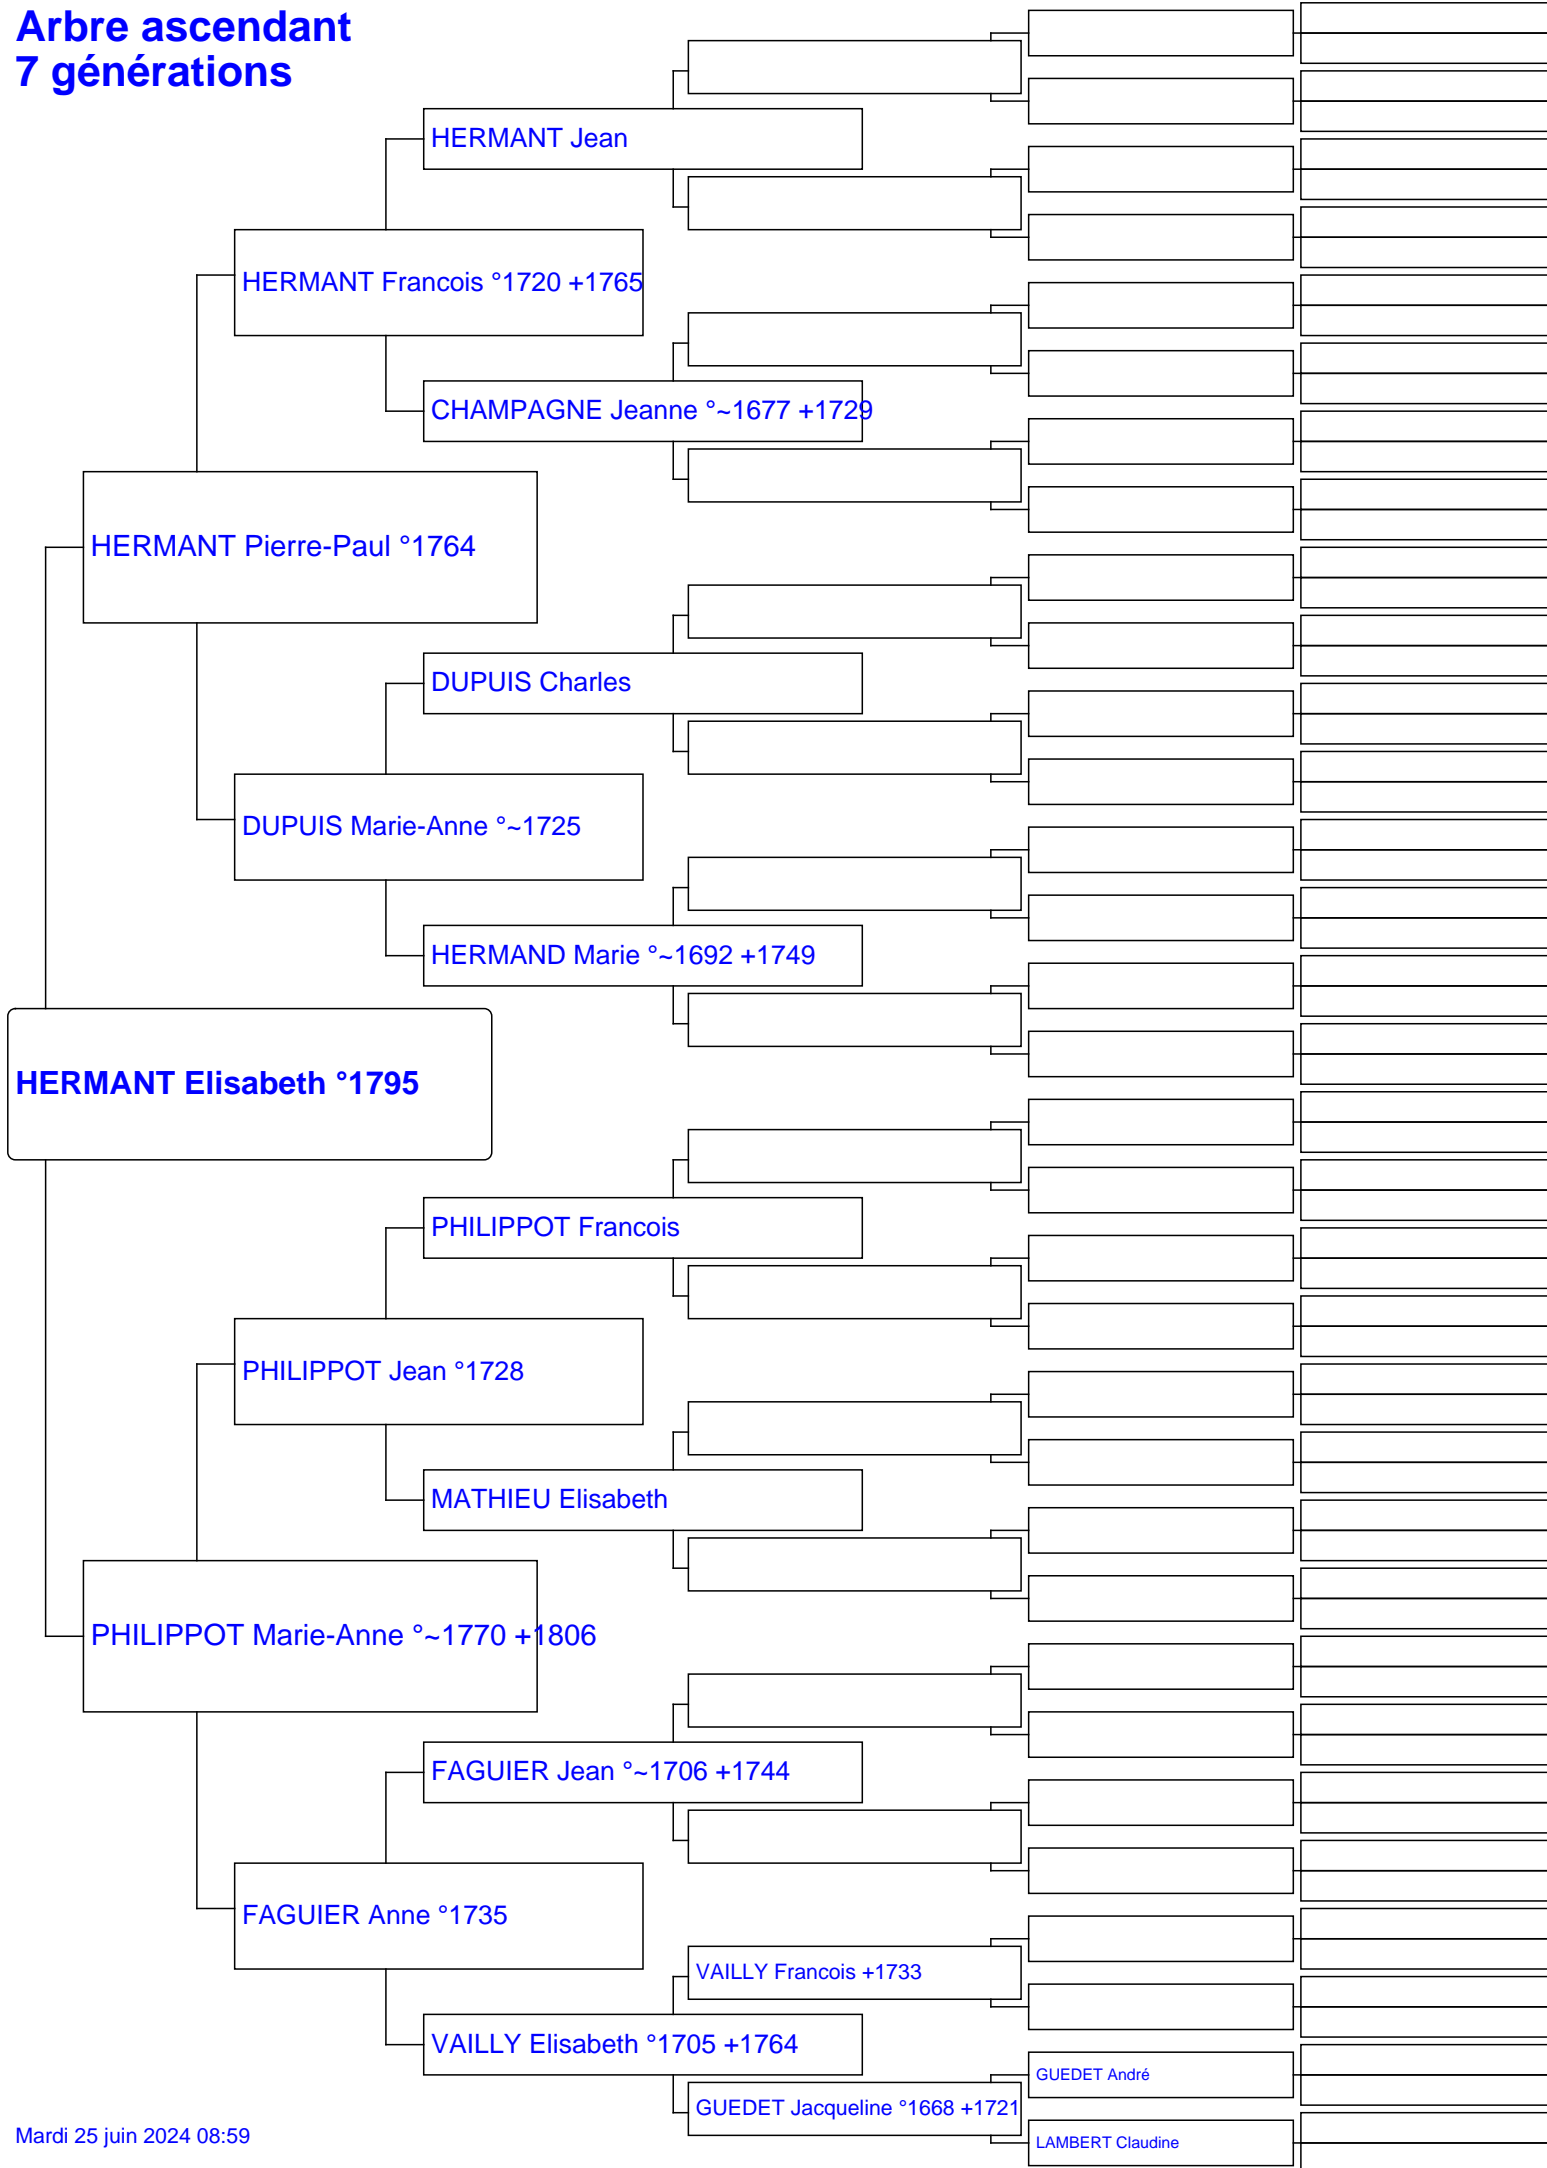 Arbre ascendant
7 générations
HERMANT Jean
HERMANT Francois °1720 +1765
CHAMPAGNE Jeanne °~1677 +1729
HERMANT Pierre-Paul °1764
DUPUIS Charles
DUPUIS Marie-Anne °~1725
HERMAND Marie °~1692 +1749
HERMANT Elisabeth °1795
PHILIPPOT Francois
PHILIPPOT Jean °1728
MATHIEU Elisabeth
PHILIPPOT Marie-Anne °~1770 +1806
FAGUIER Jean °~1706 +1744
FAGUIER Anne °1735
VAILLY Francois +1733
VAILLY Elisabeth °1705 +1764
GUEDET André
GUEDET Jacqueline °1668 +1721
LAMBERT Claudine
Mardi 25 juin 2024 08:59